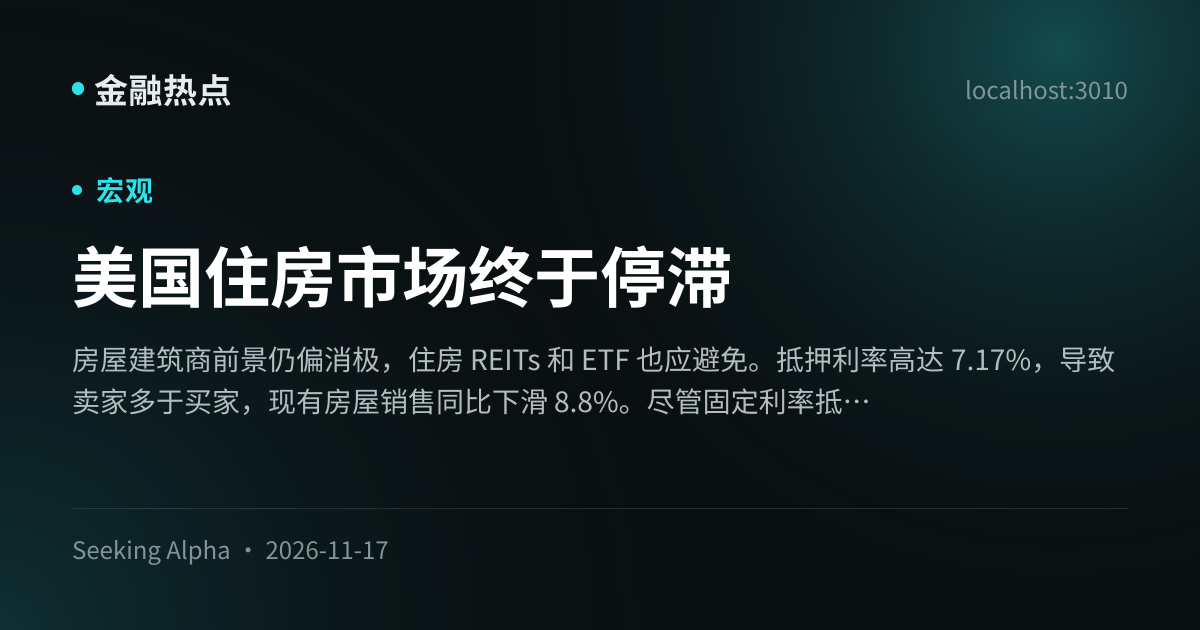 金融热点
localhost:3010
宏观
美国住房市场终于停滞
房屋建筑商前景仍偏消极，住房 REITs 和 ETF 也应避免。抵押利率高达 7.17%，导致
卖家多于买家，现有房屋销售同比下滑 8.8%。尽管固定利率抵…
Seeking Alpha · 2026-11-17